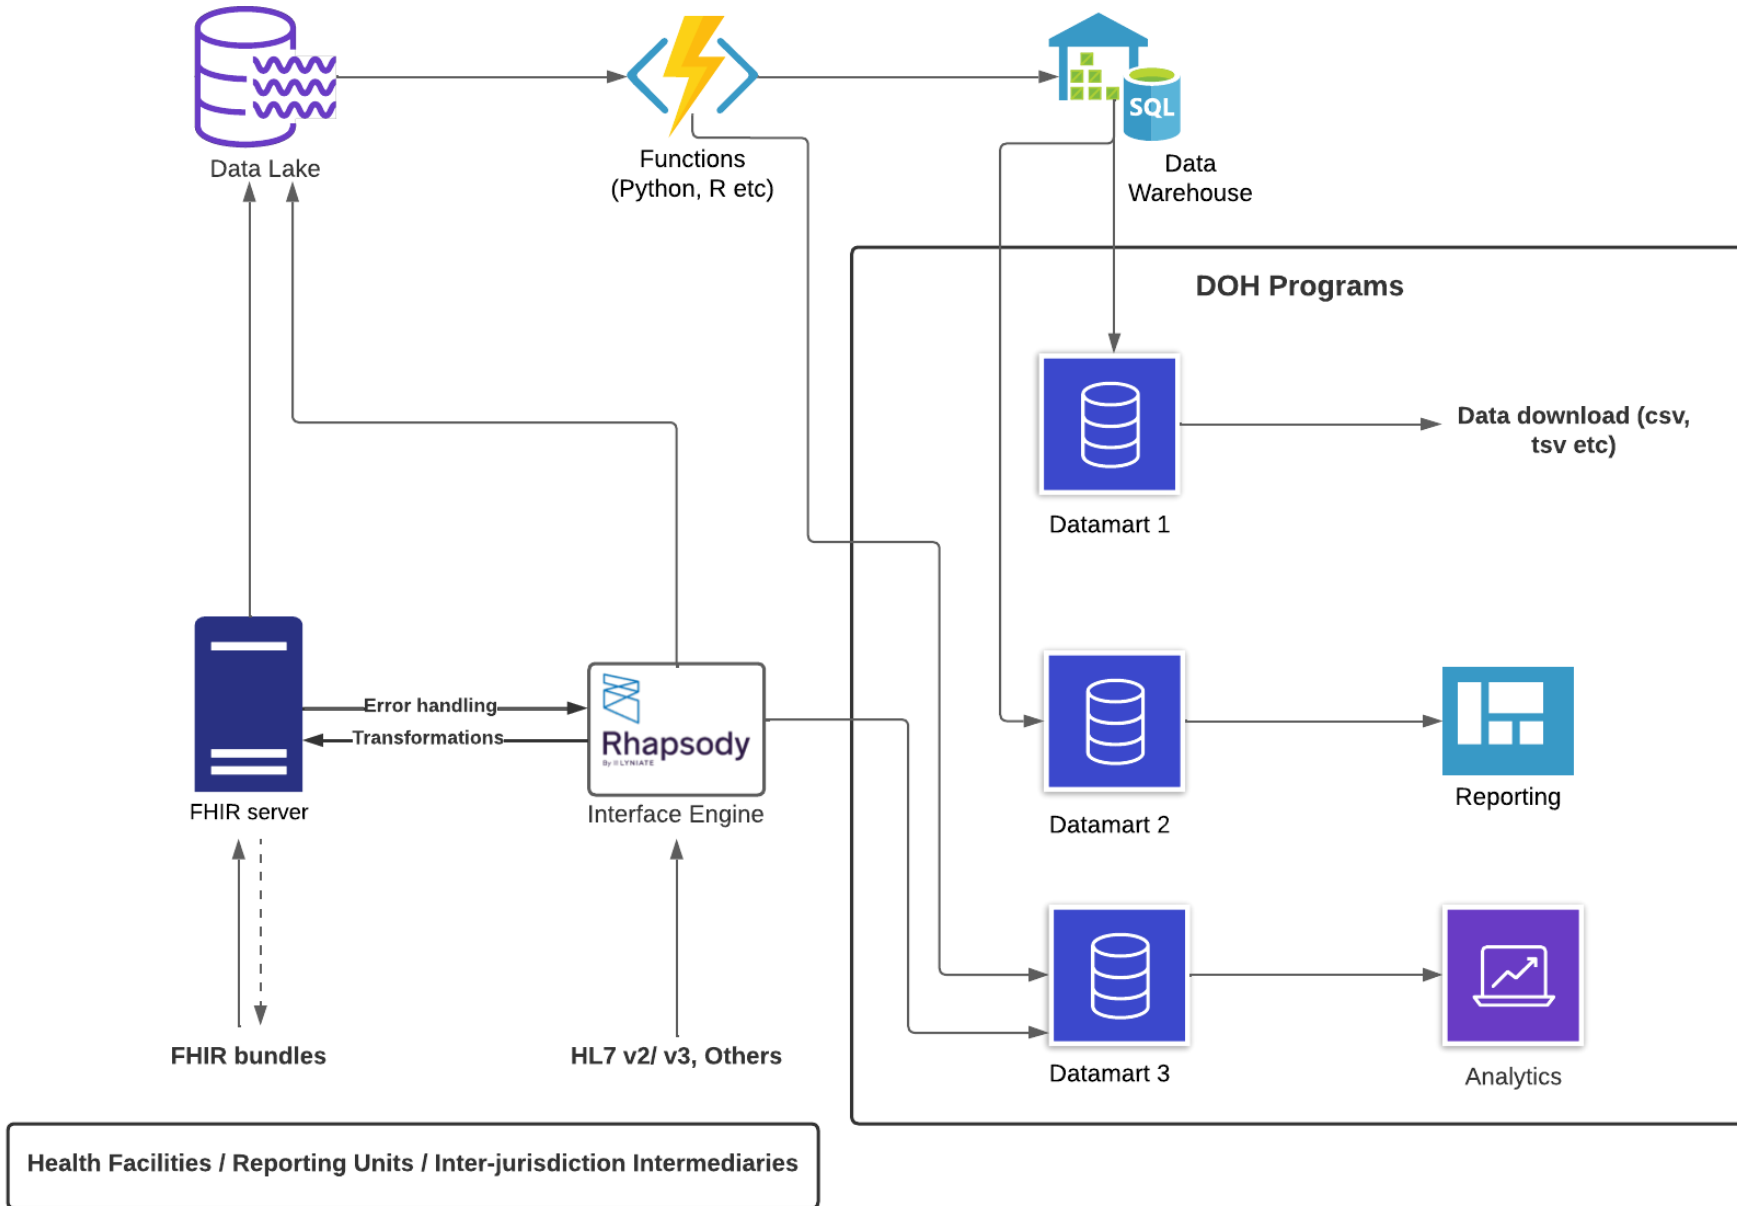 Data Lake
Functions
(Python, R etc)
SQL
Data
Warehouse
DOH Programs
Data download (csv,
tsv etc)
Datamart 1
Error handling
Transformations
Rhapsody
By LYNIATE
FHIR server
Interface Engine
Datamart 2
Reporting
FHIR bundles
HL7 v2/ v3, Others
Datamart 3
Analytics
Health Facilities / Reporting Units / Inter-jurisdiction Intermediaries